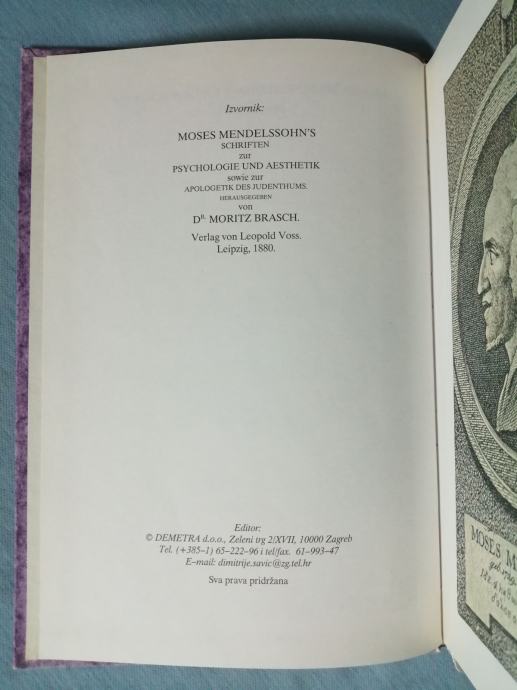 Izvornik:
MOSES MENDELSSOHN'S
SCHRIFTEN
zur
PSYCHOLOGIE UND AESTHETIK
sowie zur
APOLOGETIK DES JUDENTHUMS.
HERAUSGEGEBEN
von
DR. MORITZ BRASCH.
Verlag von Leopold Voss.
Leipzig, 1880.
Editor:
© DEMETRA d.o.o., Zeleni trg 2/XVII, 10000 Zagreb
Tel. (+385–1) 65–222–96 i tel/fax. 61–993–47
E–mail: dimitrije.savic@zg.tel.hr
Sva prava pridržana
MOSES